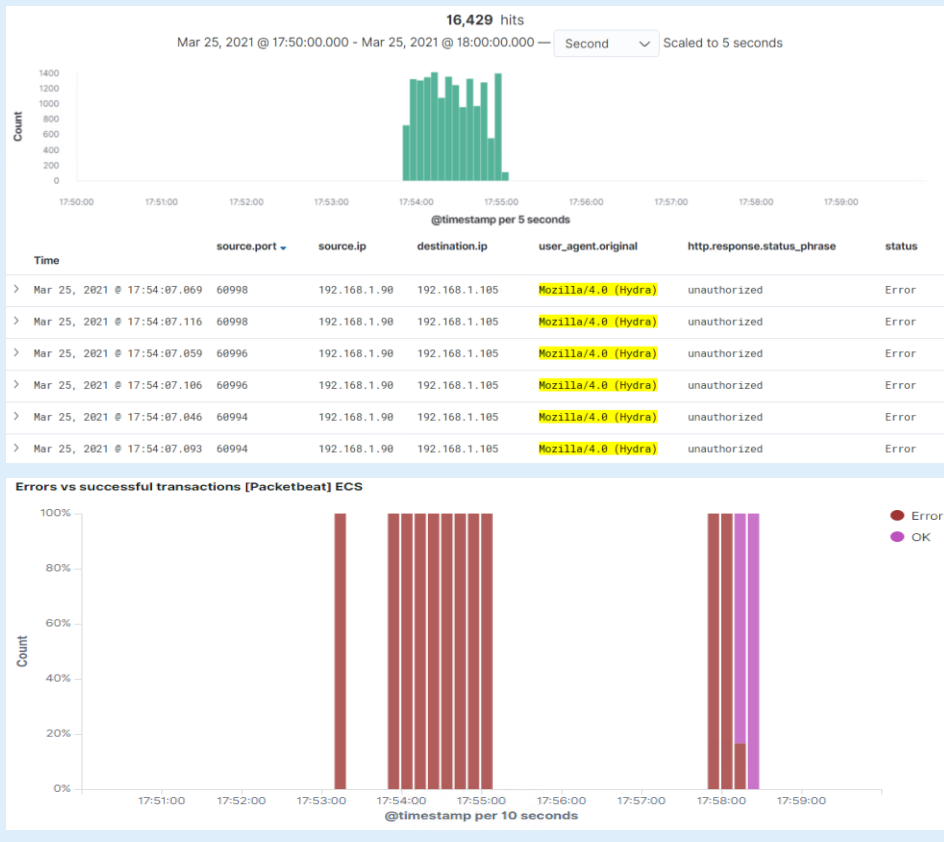 16,429 hits
Mar 25, 2021 @ 17:50:00.000 - Mar 25, 2021 @ 18:00:00.000 — Second Scaled to 5 seconds
1400
1200
1000
800
600
400
200
0
Count
17:50:00 17:51:00 17:52:00 17:53:00 17:54:00 17:55:00 17:56:00 17:57:00 17:58:00 17:59:00
@timestamp per 5 seconds
Time source.port source.ip destination.ip user_agent.original http.response.status_phrase status
Mar 25, 2021 @ 17:54:07.069 60998 192.168.1.90 192.168.1.105 Mozilla/4.0 (Hydra) unauthorized Error
Mar 25, 2021 @ 17:54:07.116 60998 192.168.1.90 192.168.1.105 Mozilla/4.0 (Hydra) unauthorized Error
Mar 25, 2021 @ 17:54:07.059 60996 192.168.1.90 192.168.1.105 Mozilla/4.0 (Hydra) unauthorized Error
Mar 25, 2021 @ 17:54:07.106 60996 192.168.1.90 192.168.1.105 Mozilla/4.0 (Hydra) unauthorized Error
Mar 25, 2021 @ 17:54:07.046 60994 192.168.1.90 192.168.1.105 Mozilla/4.0 (Hydra) unauthorized Error
Mar 25, 2021 @ 17:54:07.093 60994 192.168.1.90 192.168.1.105 Mozilla/4.0 (Hydra) unauthorized Error
Errors vs successful transactions [Packetbeat] ECS
100%
80%
60%
40%
20%
0%
Count
17:51:00 17:52:00 17:53:00 17:54:00 17:55:00 17:56:00 17:57:00 17:58:00 17:59:00
@timestamp per 10 seconds
Error
OK